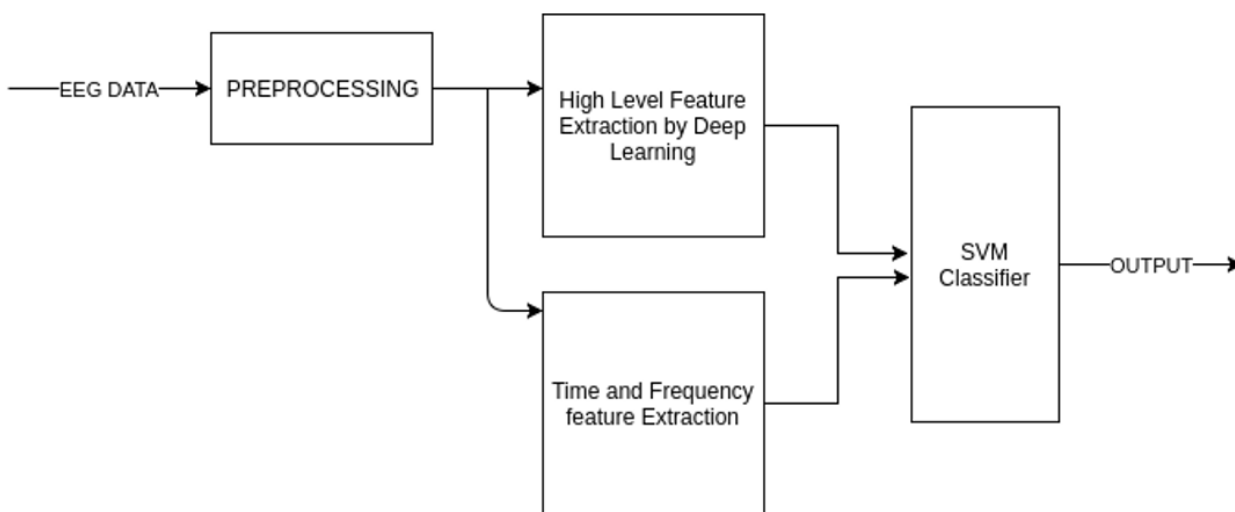 EEG DATA
PREPROCESSING
High Level Feature
Extraction by Deep
Learning
Time and Frequency
feature Extraction
SVM
Classifier
OUTPUT